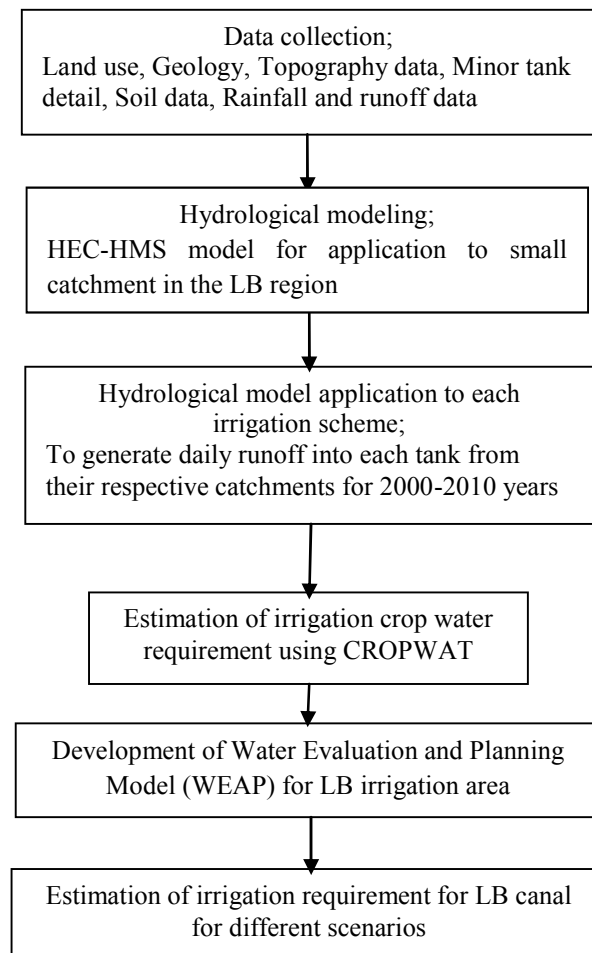 Data collection;
Land use, Geology, Topography data, Minor tank
detail, Soil data, Rainfall and runoff data
Hydrological modeling;
HEC-HMS model for application to small
catchment in the LB region
Hydrological model application to each
irrigation scheme;
To generate daily runoff into each tank from
their respective catchments for 2000-2010 years
Estimation of irrigation crop water
requirement using CROPWAT
Development of Water Evaluation and Planning
Model (WEAP) for LB irrigation area
Estimation of irrigation requirement for LB canal
for different scenarios